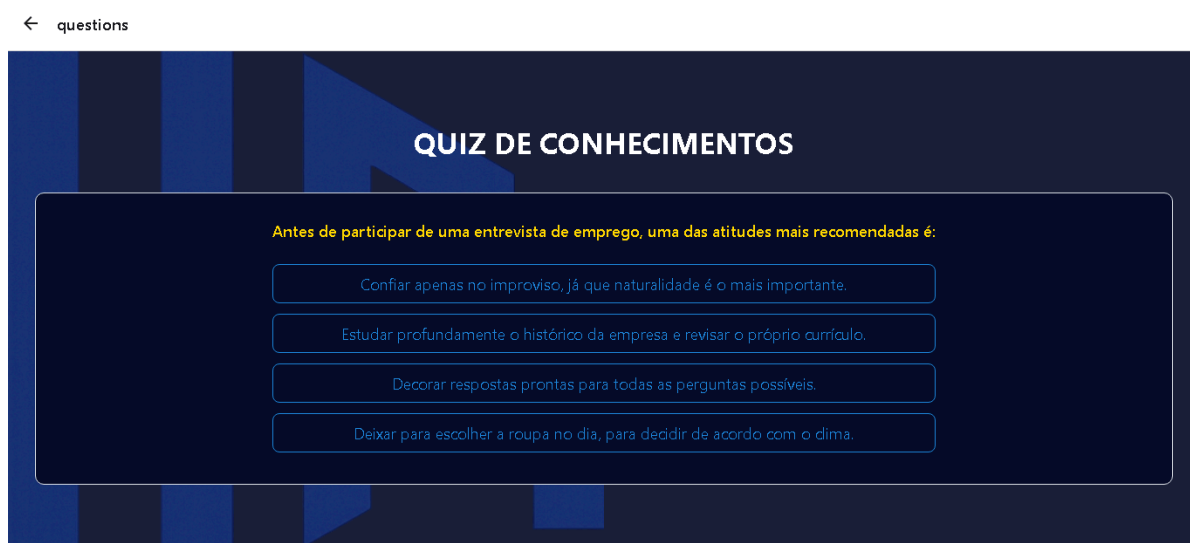 questions
QUIZ DE CONHECIMENTOS
Antes de participar de uma entrevista de emprego, uma das atitudes mais recomendadas é:
Confiar apenas no improviso, já que naturalidade é o mais importante.
Estudar profundamente o histórico da empresa e revisar o próprio currículo.
Decorar respostas prontas para todas as perguntas possíveis.
Deixar para escolher a roupa no dia, para decidir de acordo com o clima.